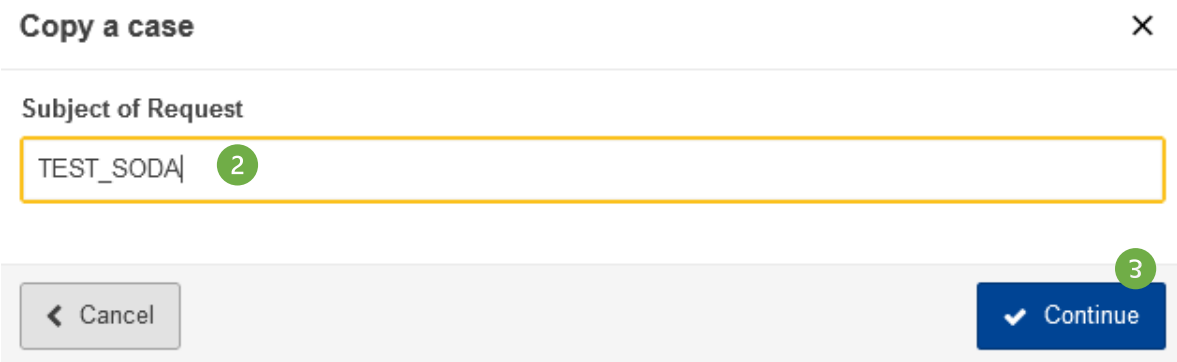 Copy a case
Subject of Request
TEST_SODA 2
3
Cancel
Continue